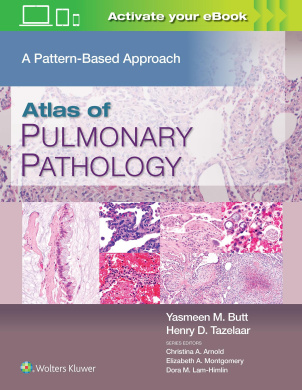 Activate your eBook
A Pattern-Based Approach
Atlas of
PULMONARY
PATHOLOGY
Yasmeen M. Butt
Henry D. Tazelaar
SERIES EDITORS:
Christina A. Arnold
Elizabeth A. Montgomery
Dora M. Lam-Himlin
Wolters Kluwer